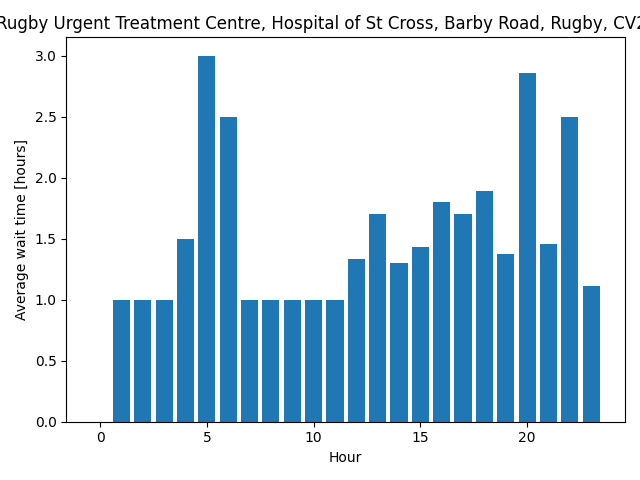 Rugby Urgent Treatment Centre, Hospital of St Cross, Barby Road, Rugby, CV2
3.0
2.5
2.0
1.5
1.0
0.5
0.0
Average wait time [hours]
0 5 10 15 20
Hour